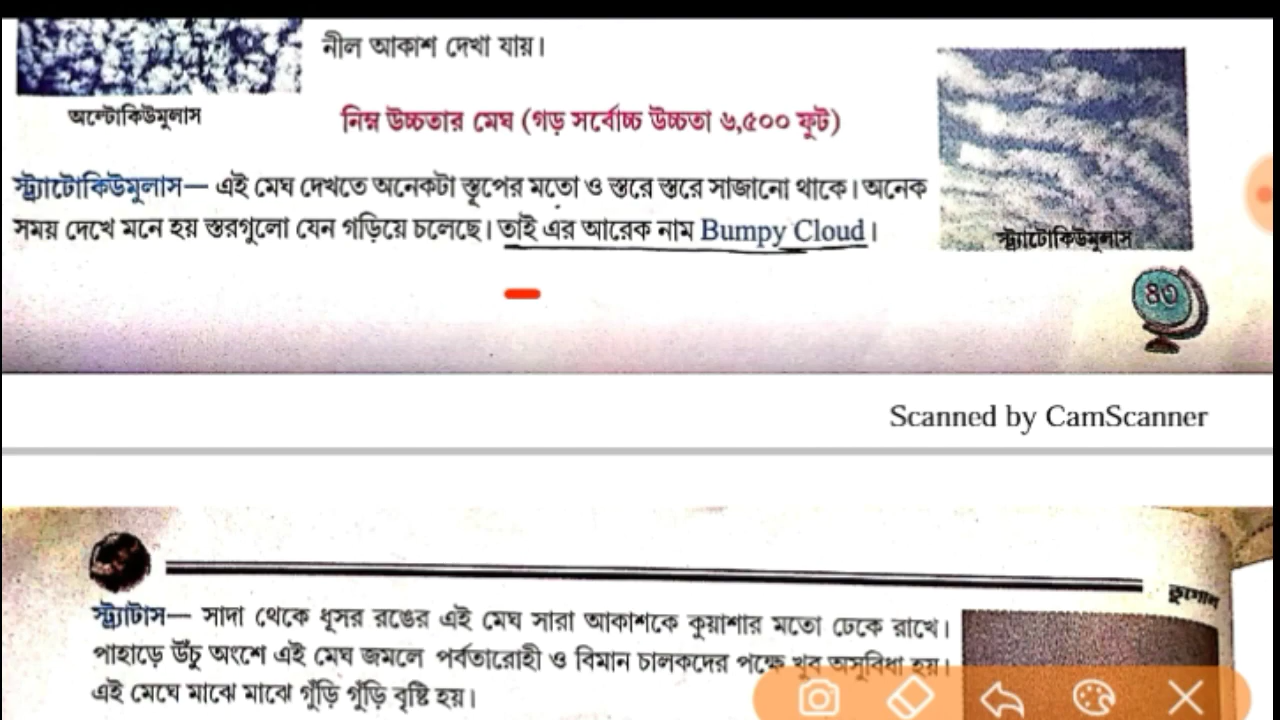 নীল আকাশ দেখা যায়।
অল্টোকিউমুলাস
নিম্ন উচ্চতার মেঘ (গড় সর্বোচ্চ উচ্চতা ৬,৫০০ ফুট)
স্ট্র্যাটোকিউমুলাস— এই মেঘ দেখতে অনেকটা স্তূপের মতো ও স্তরে স্তরে সাজানো থাকে। অনেক
সময় দেখে মনে হয় স্তরগুলো যেন গড়িয়ে চলেছে। তাই এর আরেক নাম Bumpy Cloud।
স্ট্র্যাটোকিউমুলাস
৪৩
Scanned by CamScanner
ভূগোল
স্ট্র্যাটাস— সাদা থেকে ধূসর রঙের এই মেঘ সারা আকাশকে কুয়াশার মতো ঢেকে রাখে।
পাহাড়ে উঁচু অংশে এই মেঘ জমলে পর্বতারোহী ও বিমান চালকদের পক্ষে খুব অসুবিধা হয়।
এই মেঘে মাঝে মাঝে গুঁড়ি গুঁড়ি বৃষ্টি হয়।